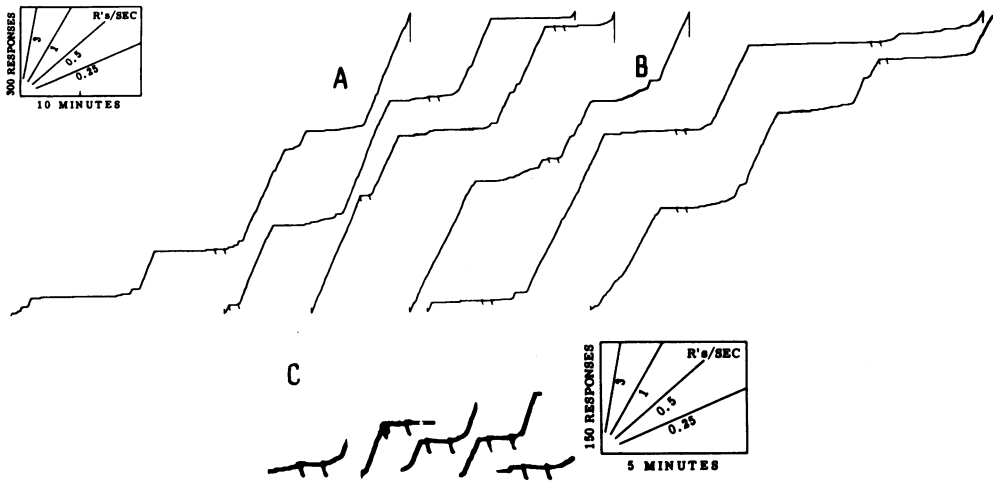 300 RESPONSES
R's/SEC
3
1
0.5
0.25
10 MINUTES
A
B
C
150 RESPONSES
R's/SEC
3
1
0.5
0.25
5 MINUTES